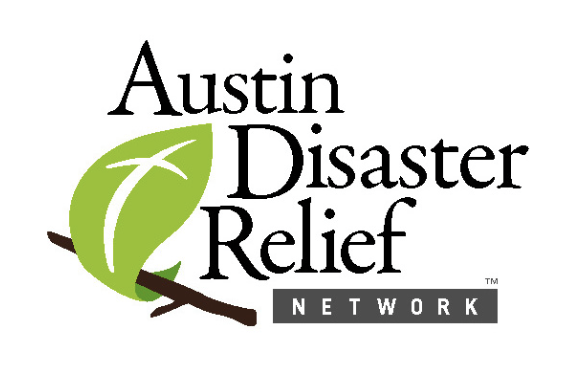 Austin
Disaster
Relief
NETWORK
TM